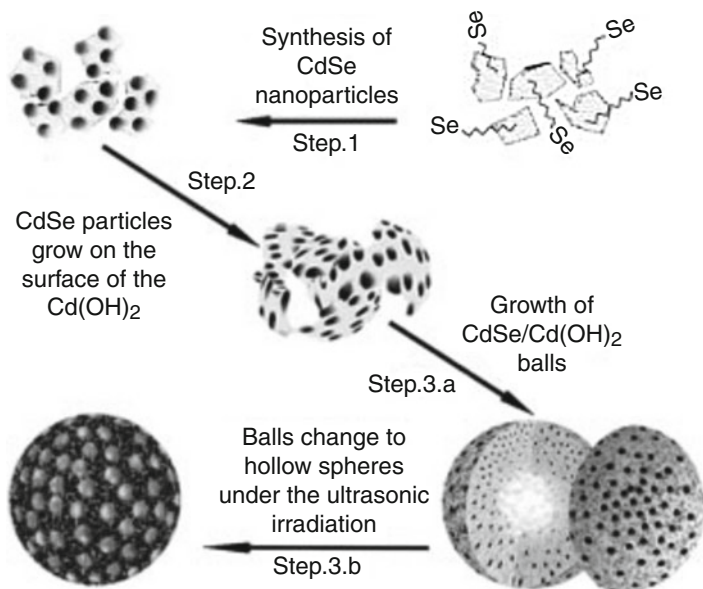 Synthesis of
CdSe
nanoparticles
Step.1
Se
Se
Se
Se
Se
Step.2
CdSe particles
grow on the
surface of the
Cd(OH)2
Growth of
CdSe/Cd(OH)2
balls
Step.3.a
Balls change to
hollow spheres
under the ultrasonic
irradiation
Step.3.b